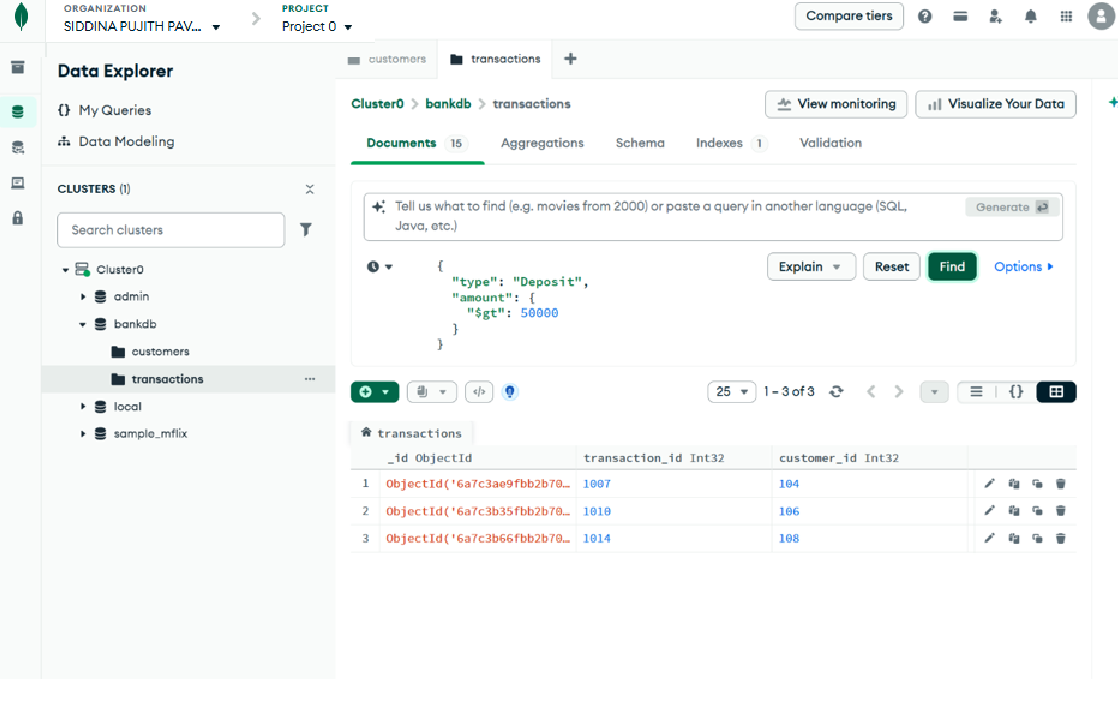 ORGANIZATION
SIDDINA PUJITH PAV...
PROJECT
Project 0
Compare tiers
Data Explorer
My Queries
Data Modeling
CLUSTERS (1)
Search clusters
Cluster0
admin
bankdb
customers
transactions
local
sample_mflix
customers
transactions
Cluster0 > bankdb > transactions
View monitoring
Visualize Your Data
Documents 15
Aggregations
Schema
Indexes 1
Validation
Tell us what to find (e.g. movies from 2000) or paste a query in another language (SQL,
Java, etc.)
Generate
{
"type": "Deposit",
"amount": {
"$gt": 50000
}
}
Explain
Reset
Find
Options
25
1 – 3 of 3
transactions
_id ObjectId transaction_id Int32 customer_id Int32
1 ObjectId('6a7c3ae9fbb2b70… 1007 104
2 ObjectId('6a7c3b35fbb2b70… 1010 106
3 ObjectId('6a7c3b66fbb2b70… 1014 108